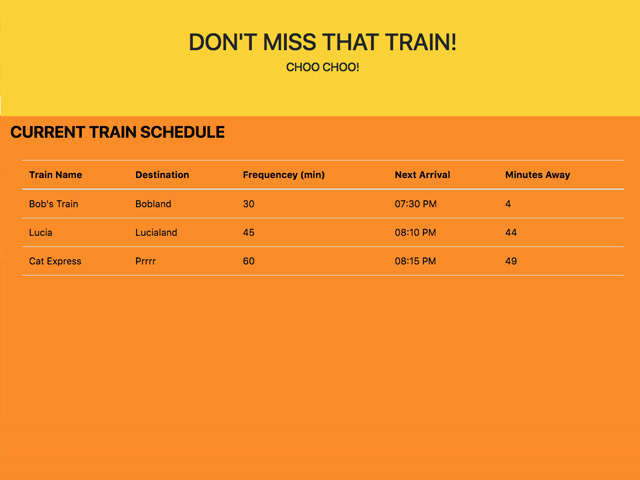 DON'T MISS THAT TRAIN!
CHOO CHOO!
CURRENT TRAIN SCHEDULE
Train Name Destination Frequencey (min) Next Arrival Minutes Away
Bob's Train Bobland 30 07:30 PM 4
Lucia Lucialand 45 08:10 PM 44
Cat Express Prrrr 60 08:15 PM 49